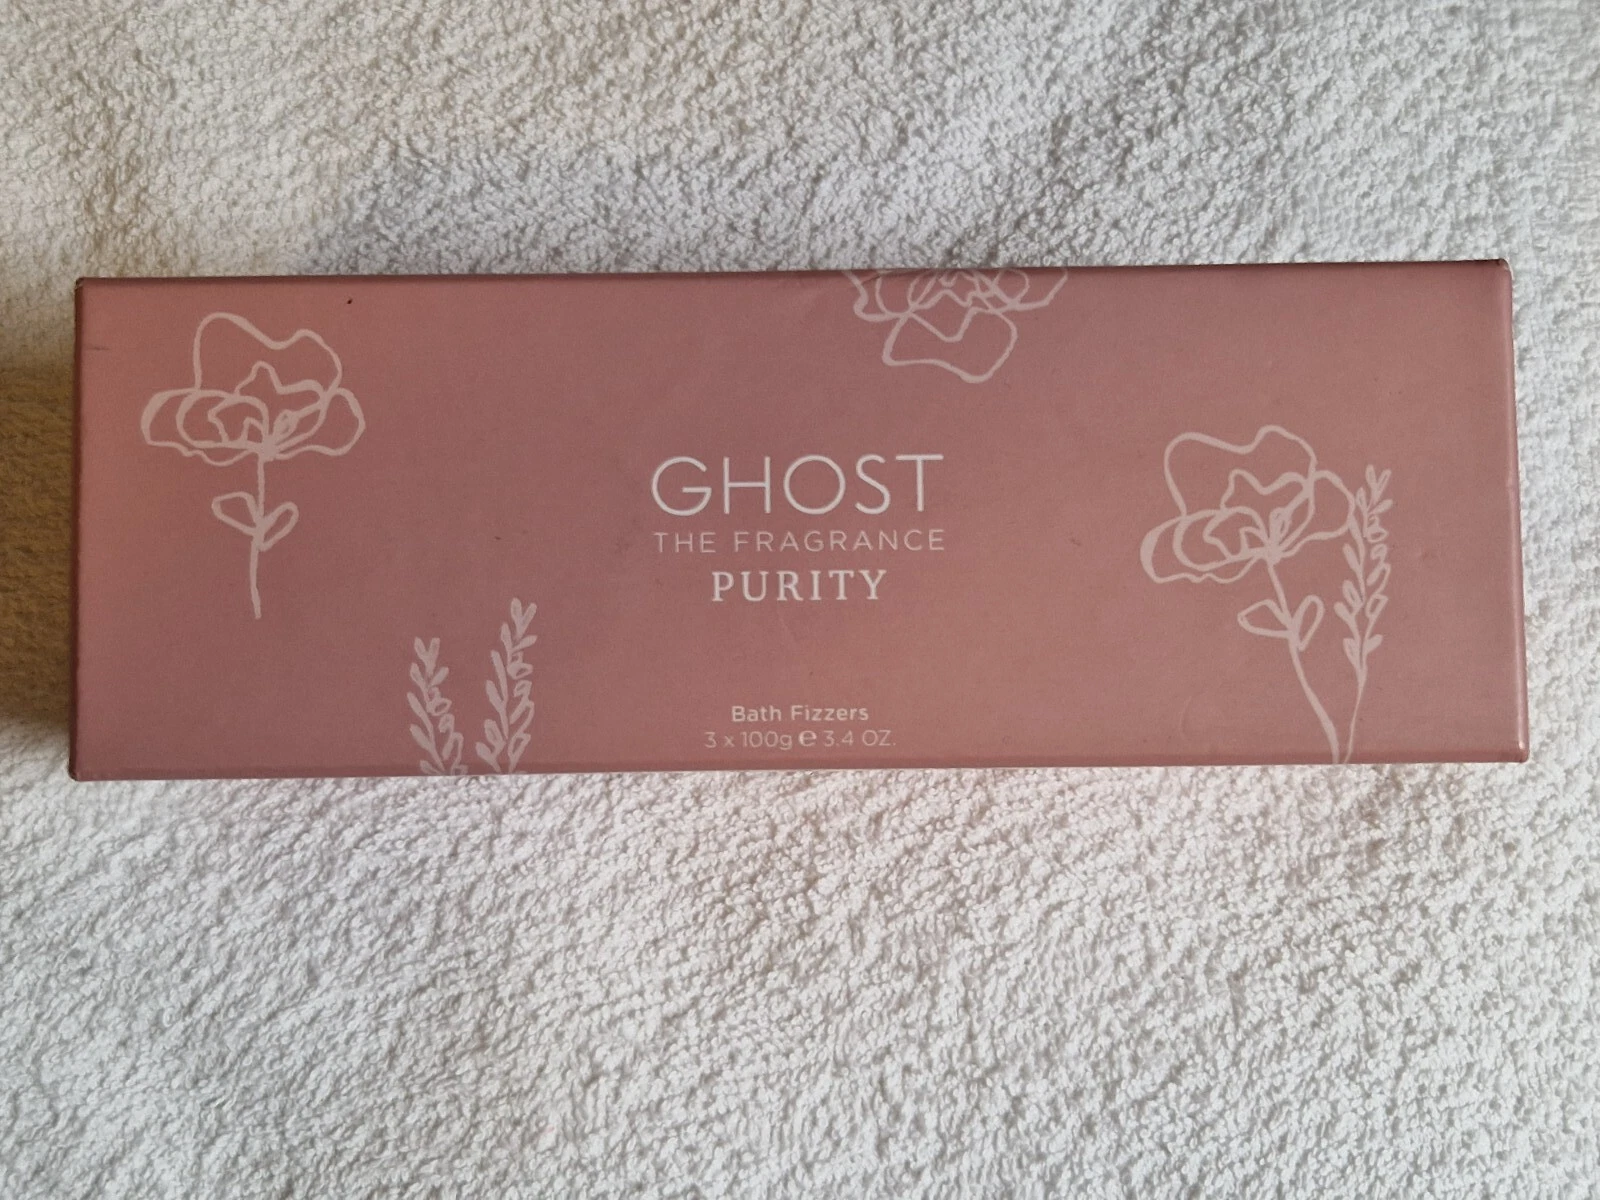 GHOST
THE FRAGRANCE
PURITY
Bath Fizzers
3 x 100g ℮ 3.4 OZ.